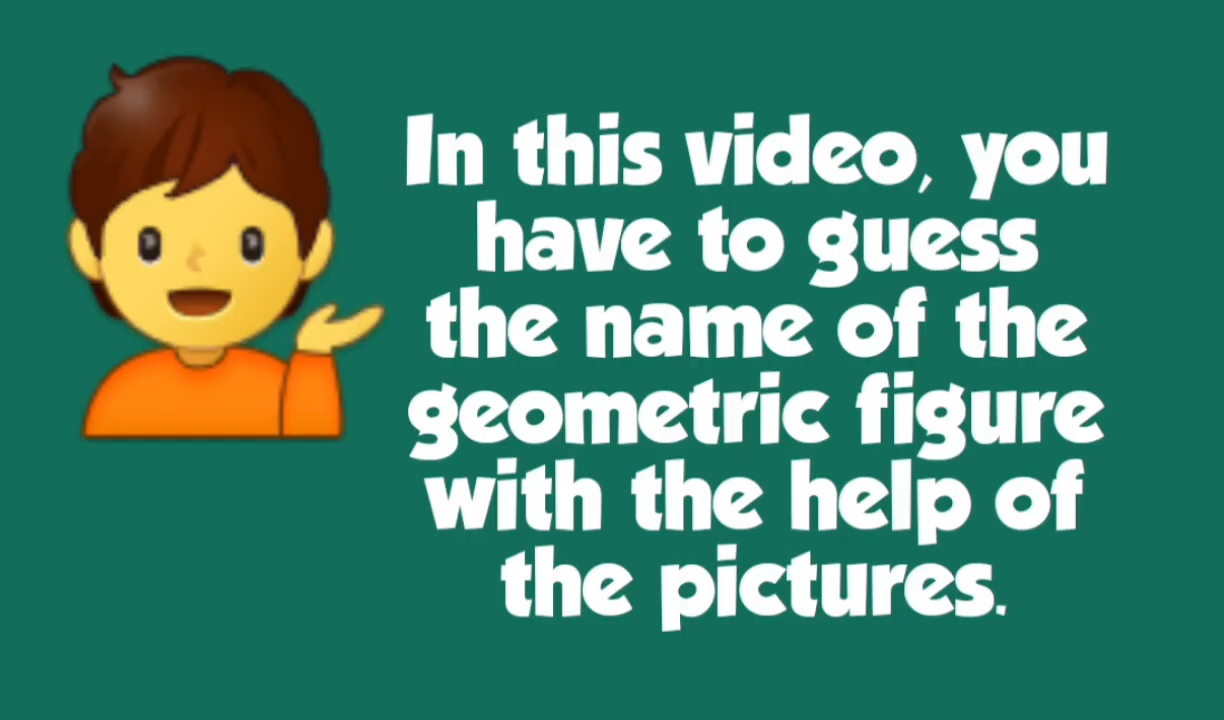 In this video, you
have to guess
the name of the
geometric figure
with the help of
the pictures.